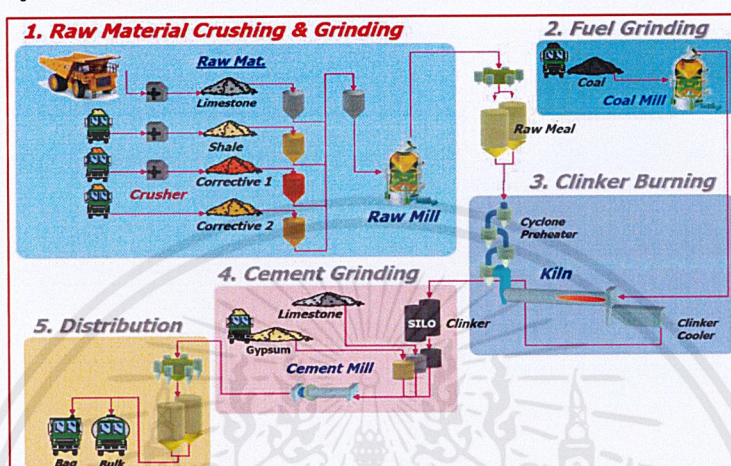 1. Raw Material Crushing & Grinding
Raw Mat.
Limestone
Shale
Crusher
Corrective 1
Corrective 2
Raw Mill
Raw Meal
2. Fuel Grinding
Coal
Coal Mill
3. Clinker Burning
Cyclone
Preheater
Kiln
Clinker
Cooler
4. Cement Grinding
Limestone
SILO
Clinker
Gypsum
Cement Mill
5. Distribution
Bag
Bulk